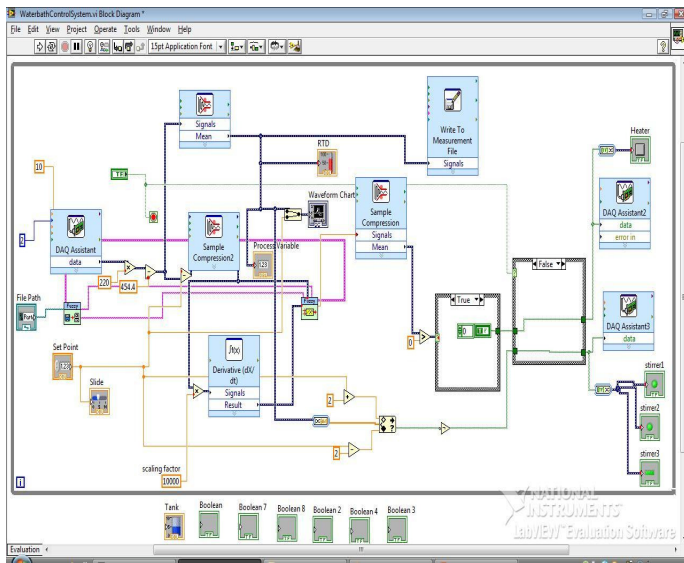 WaterbathControlSystem.vi Block Diagram *
File Edit View Project Operate Tools Window Help
15pt Application Font
Signals
Mean
Write To
Measurement
File
Signals
RTD
Heater
10
TF
Waveform Chart
Sample
Compression
Signals
Mean
DAQ Assistant2
data
error in
2
DAQ Assistant
data
Sample
Compression2
Process Variable
123
220
454.4
True
False
File Path
Fuzzy
Fuzzy
DAQ Assistant3
data
0
Set Point
123
Slide
Derivative (dX/
dt)
Signals
Result
stirrer1
2
stirrer2
2
stirrer3
scaling factor
10000
i
NATIONAL
INSTRUMENTS
LabVIEW Evaluation Software
Tank
Boolean
Boolean 7
Boolean 8
Boolean 2
Boolean 4
Boolean 3
Evaluation